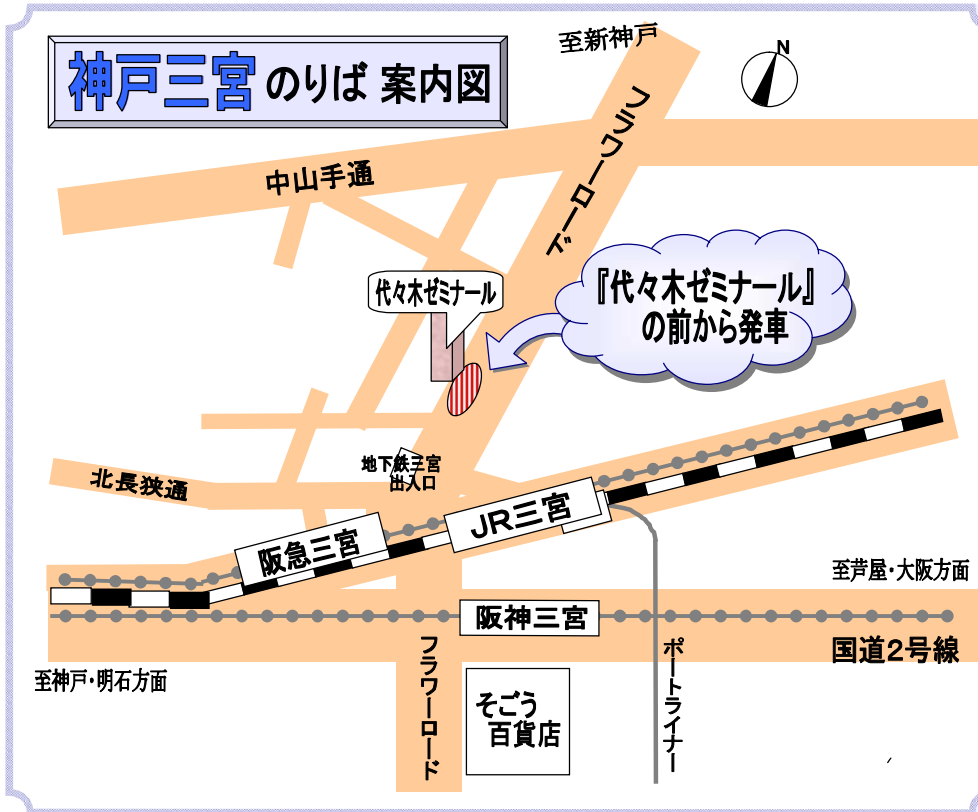 神戸三宮のりば 案内図
至新神戸
N
フラワーロード
中山手通
代々木ゼミナール
『代々木ゼミナール』
の前から発車
地下鉄三宮
出入口
北長狭通
JR三宮
阪急三宮
至芦屋・大阪方面
阪神三宮
国道2号線
至神戸・明石方面
フラワーロード
そごう
百貨店
ポートライナー